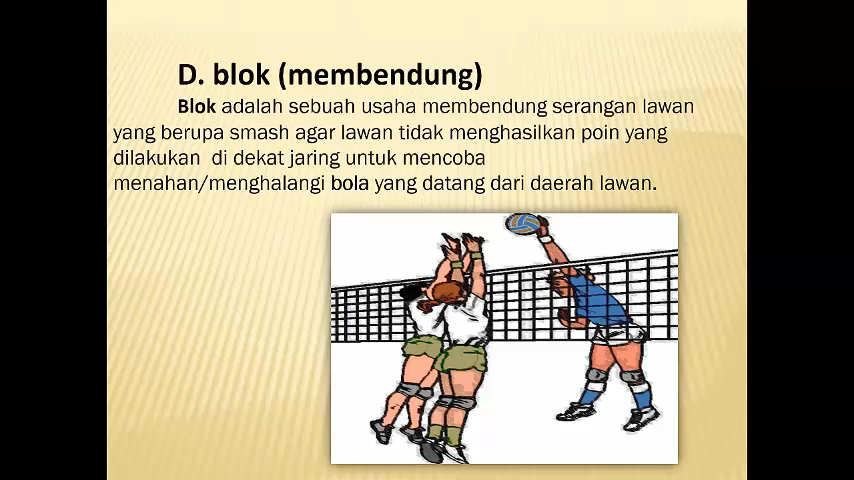 D. blok (membendung)
Blok adalah sebuah usaha membendung serangan lawan
yang berupa smash agar lawan tidak menghasilkan poin yang
dilakukan  di dekat jaring untuk mencoba
menahan/menghalangi bola yang datang dari daerah lawan.